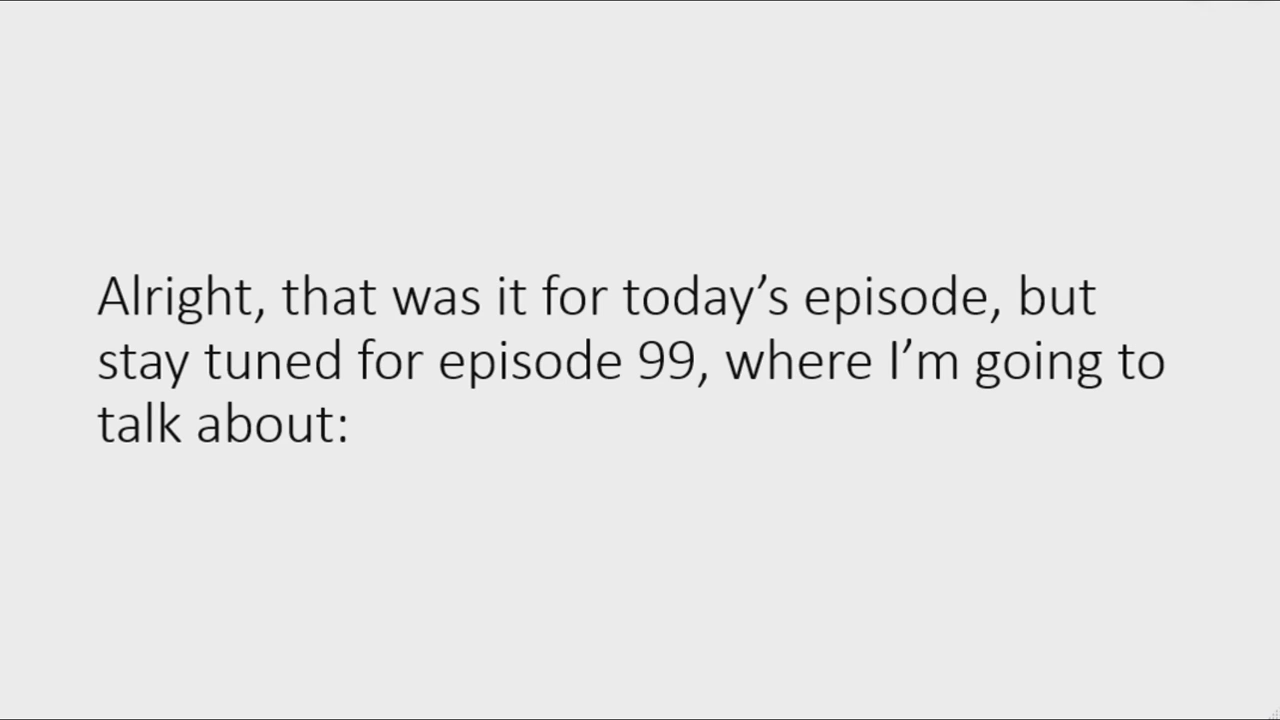 Alright, that was it for today’s episode, but
stay tuned for episode 99, where I’m going to
talk about: